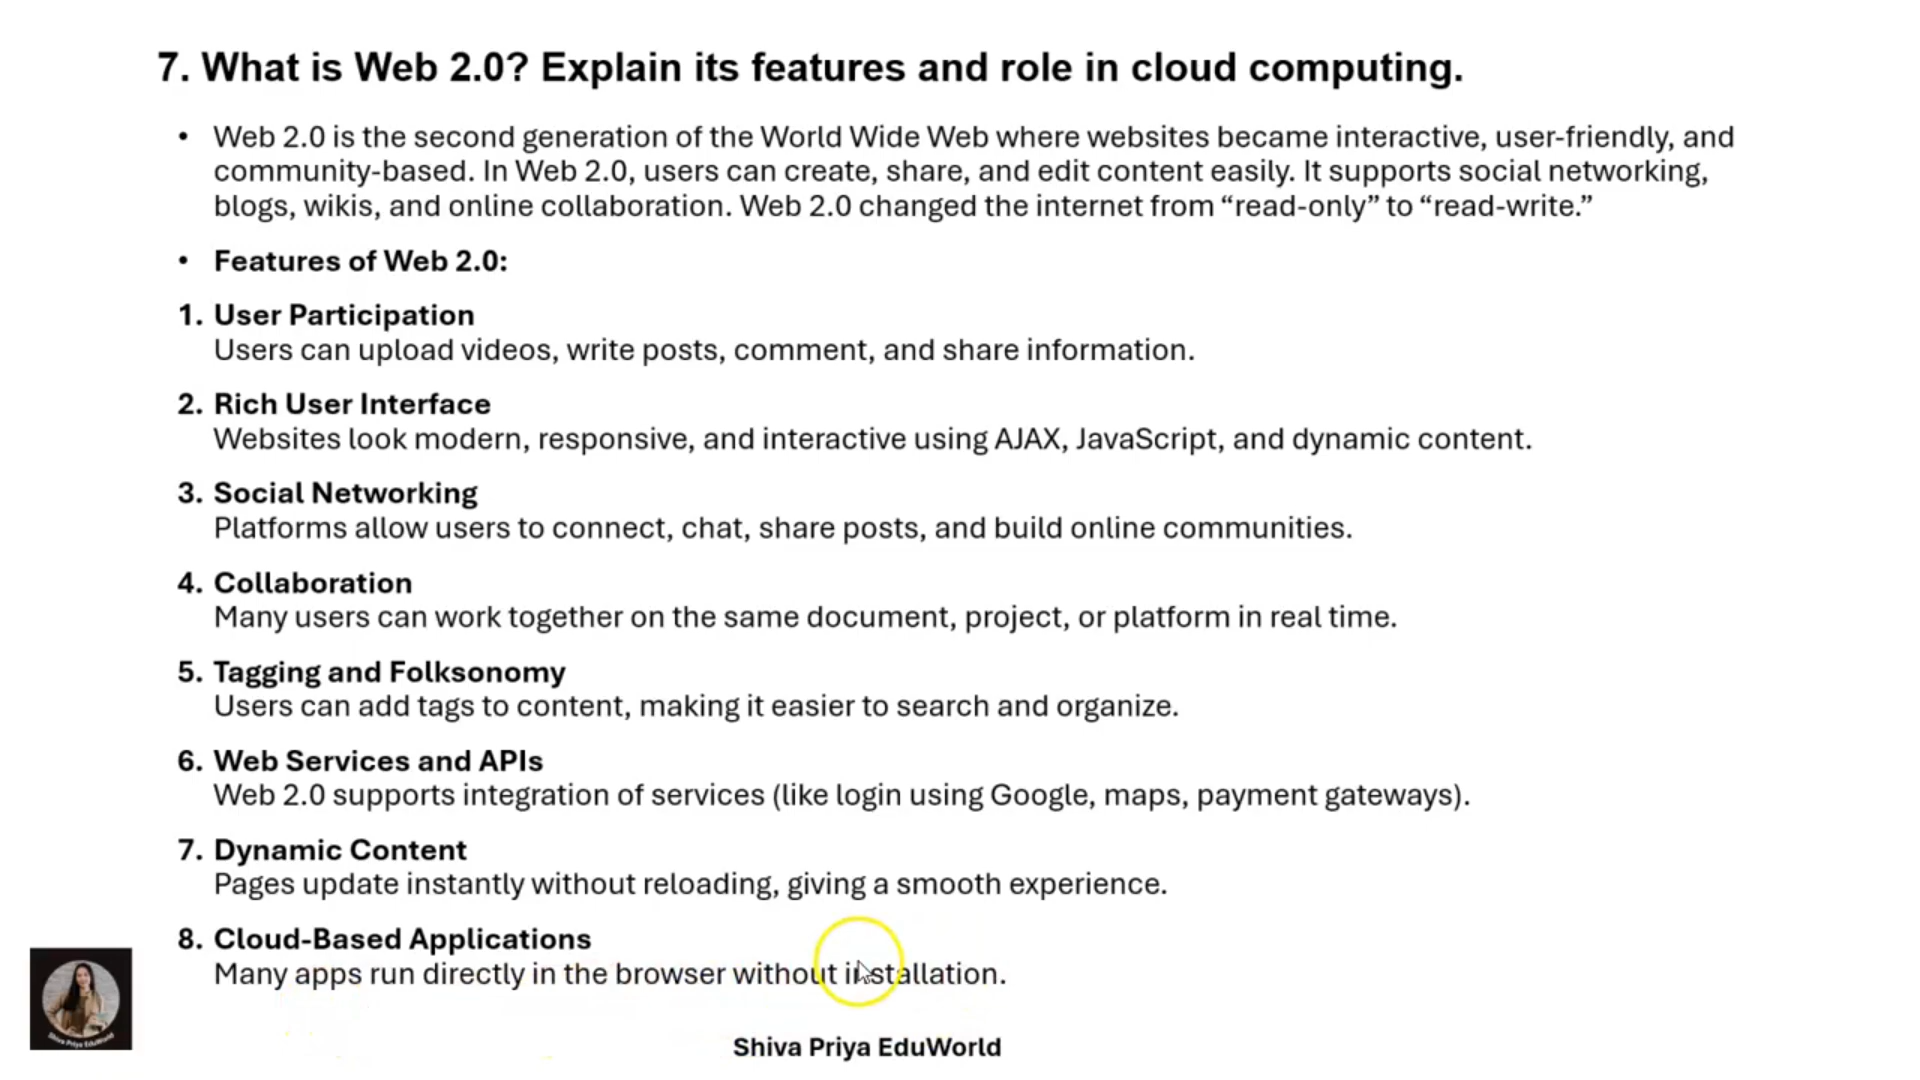 7. What is Web 2.0? Explain its features and role in cloud computing.
• Web 2.0 is the second generation of the World Wide Web where websites became interactive, user-friendly, and
community-based. In Web 2.0, users can create, share, and edit content easily. It supports social networking,
blogs, wikis, and online collaboration. Web 2.0 changed the internet from “read-only” to “read-write.”
• Features of Web 2.0:
1. User Participation
Users can upload videos, write posts, comment, and share information.
2. Rich User Interface
Websites look modern, responsive, and interactive using AJAX, JavaScript, and dynamic content.
3. Social Networking
Platforms allow users to connect, chat, share posts, and build online communities.
4. Collaboration
Many users can work together on the same document, project, or platform in real time.
5. Tagging and Folksonomy
Users can add tags to content, making it easier to search and organize.
6. Web Services and APIs
Web 2.0 supports integration of services (like login using Google, maps, payment gateways).
7. Dynamic Content
Pages update instantly without reloading, giving a smooth experience.
8. Cloud-Based Applications
Many apps run directly in the browser without installation.
Shiva Priya EduWorld
Shiva Priya EduWorld